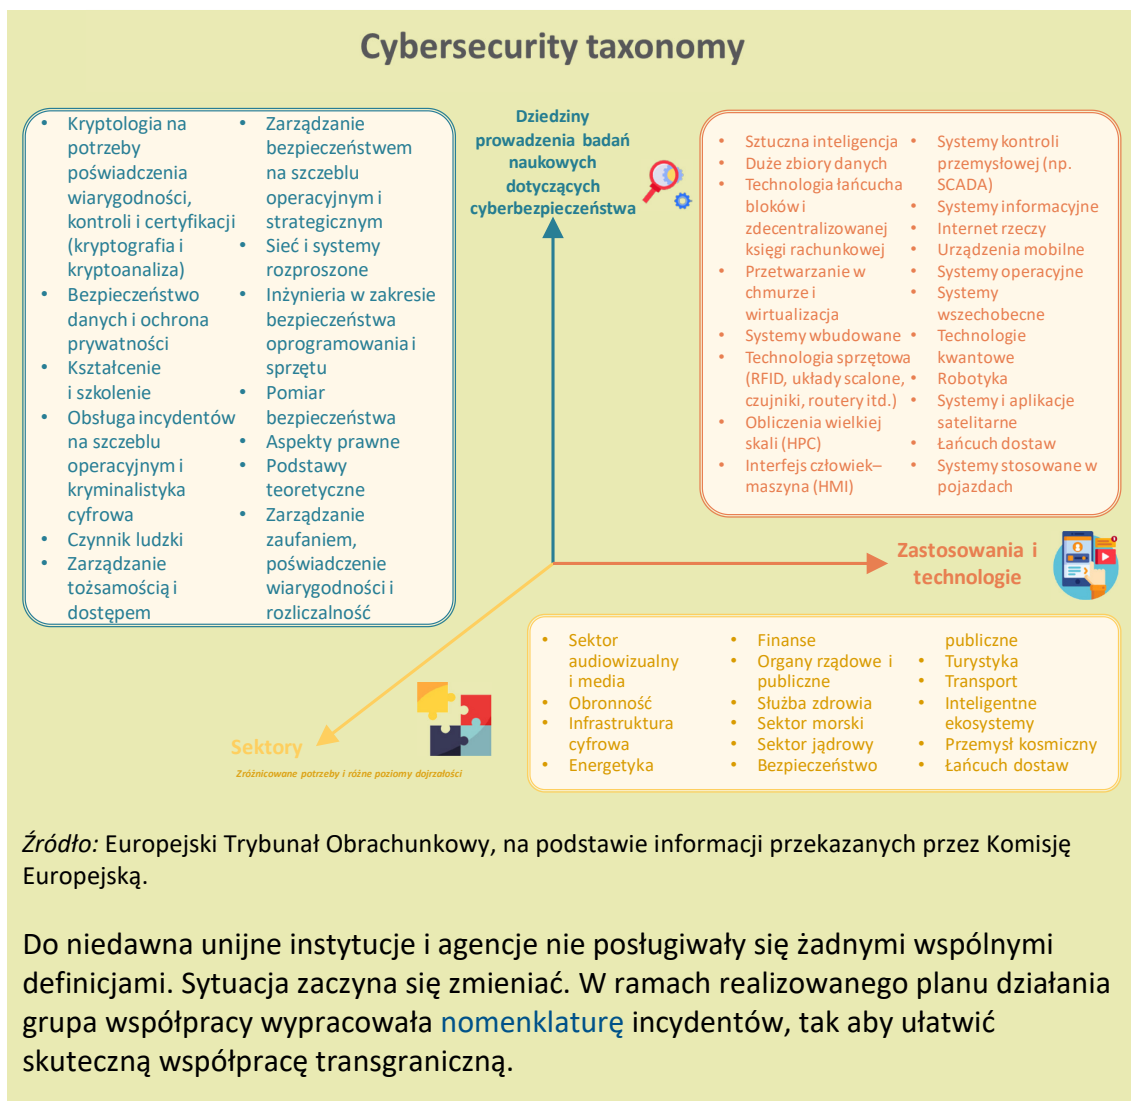 Cybersecurity taxonomy
• Kryptologia na
potrzeby
poświadczenia
wiarygodności,
kontroli i certyfikacji
(kryptografia i
kryptoanaliza)
• Bezpieczeństwo
danych i ochrona
prywatności
• Kształcenie
i szkolenie
• Obsługa incydentów
na szczeblu
operacyjnym i
kryminalistyka
cyfrowa
• Czynnik ludzki
• Zarządzanie
tożsamością i
dostępem
• Zarządzanie
bezpieczeństwem
na szczeblu
operacyjnym i
strategicznym
• Sieć i systemy
rozproszone
• Inżynieria w zakresie
bezpieczeństwa
oprogramowania i
sprzętu
• Pomiar
bezpieczeństwa
• Aspekty prawne
• Podstawy
teoretyczne
• Zarządzanie
zaufaniem,
poświadczenie
wiarygodności i
rozliczalność
Dziedziny
prowadzenia badań
naukowych
dotyczących
cyberbezpieczeństwa
• Sztuczna inteligencja
• Duże zbiory danych
• Technologia łańcucha
bloków i
zdecentralizowanej
księgi rachunkowej
• Przetwarzanie w
chmurze i
wirtualizacja
• Systemy wbudowane
• Technologia sprzętowa
(RFID, układy scalone,
czujniki, routery itd.)
• Obliczenia wielkiej
skali (HPC)
• Interfejs człowiek–
maszyna (HMI)
• Systemy kontroli
przemysłowej (np.
SCADA)
• Systemy informacyjne
• Internet rzeczy
• Urządzenia mobilne
• Systemy operacyjne
• Systemy
wszechobecne
• Technologie
kwantowe
• Robotyka
• Systemy i aplikacje
satelitarne
• Łańcuch dostaw
• Systemy stosowane w
pojazdach
Zastosowania i
technologie
• Sektor
audiowizualny
i media
• Obronność
• Infrastruktura
cyfrowa
• Energetyka
• Finanse
• Organy rządowe i
publiczne
• Służba zdrowia
• Sektor morski
• Sektor jądrowy
• Bezpieczeństwo
publiczne
• Turystyka
• Transport
• Inteligentne
ekosystemy
• Przemysł kosmiczny
• Łańcuch dostaw
Sektory
Zróżnicowane potrzeby i różne poziomy dojrzałości
Źródło: Europejski Trybunał Obrachunkowy, na podstawie informacji przekazanych przez Komisję
Europejską.
Do niedawna unijne instytucje i agencje nie posługiwały się żadnymi wspólnymi
definicjami. Sytuacja zaczyna się zmieniać. W ramach realizowanego planu działania
grupa współpracy wypracowała nomenklaturę incydentów, tak aby ułatwić
skuteczną współpracę transgraniczną.